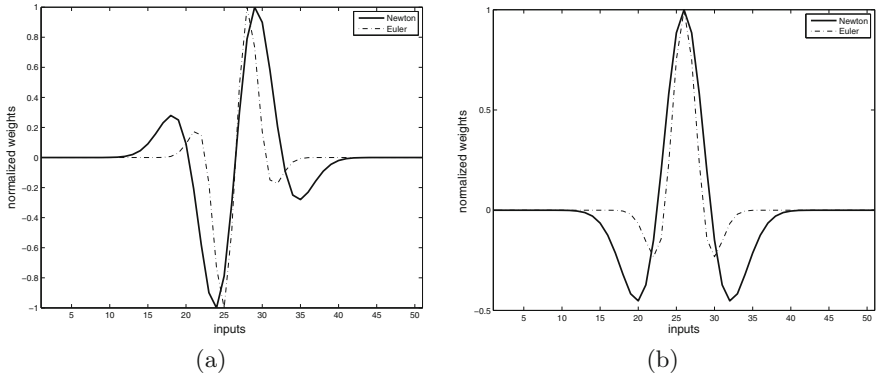 1
0.8
0.6
0.4
0.2
0
−0.2
−0.4
−0.6
−0.8
−1
normalized weights
5 10 15 20 25 30 35 40 45 50
inputs
Newton
Euler
(a)
1
0.5
0
−0.5
normalized weights
5 10 15 20 25 30 35 40 45 50
inputs
Newton
Euler
(b)